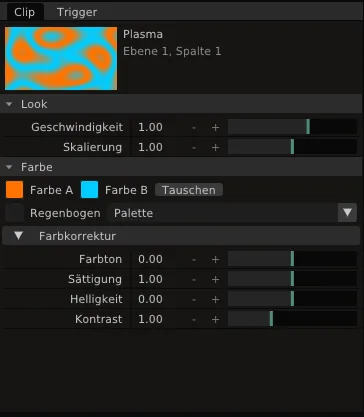 Clip Trigger
Plasma
Ebene 1, Spalte 1
Look
Geschwindigkeit 1.00 - +
Skalierung 1.00 - +
Farbe
Farbe A Farbe B Tauschen
Regenbogen Palette
Farbkorrektur
Farbton 0.00 - +
Sättigung 1.00 - +
Helligkeit 0.00 - +
Kontrast 1.00 - +